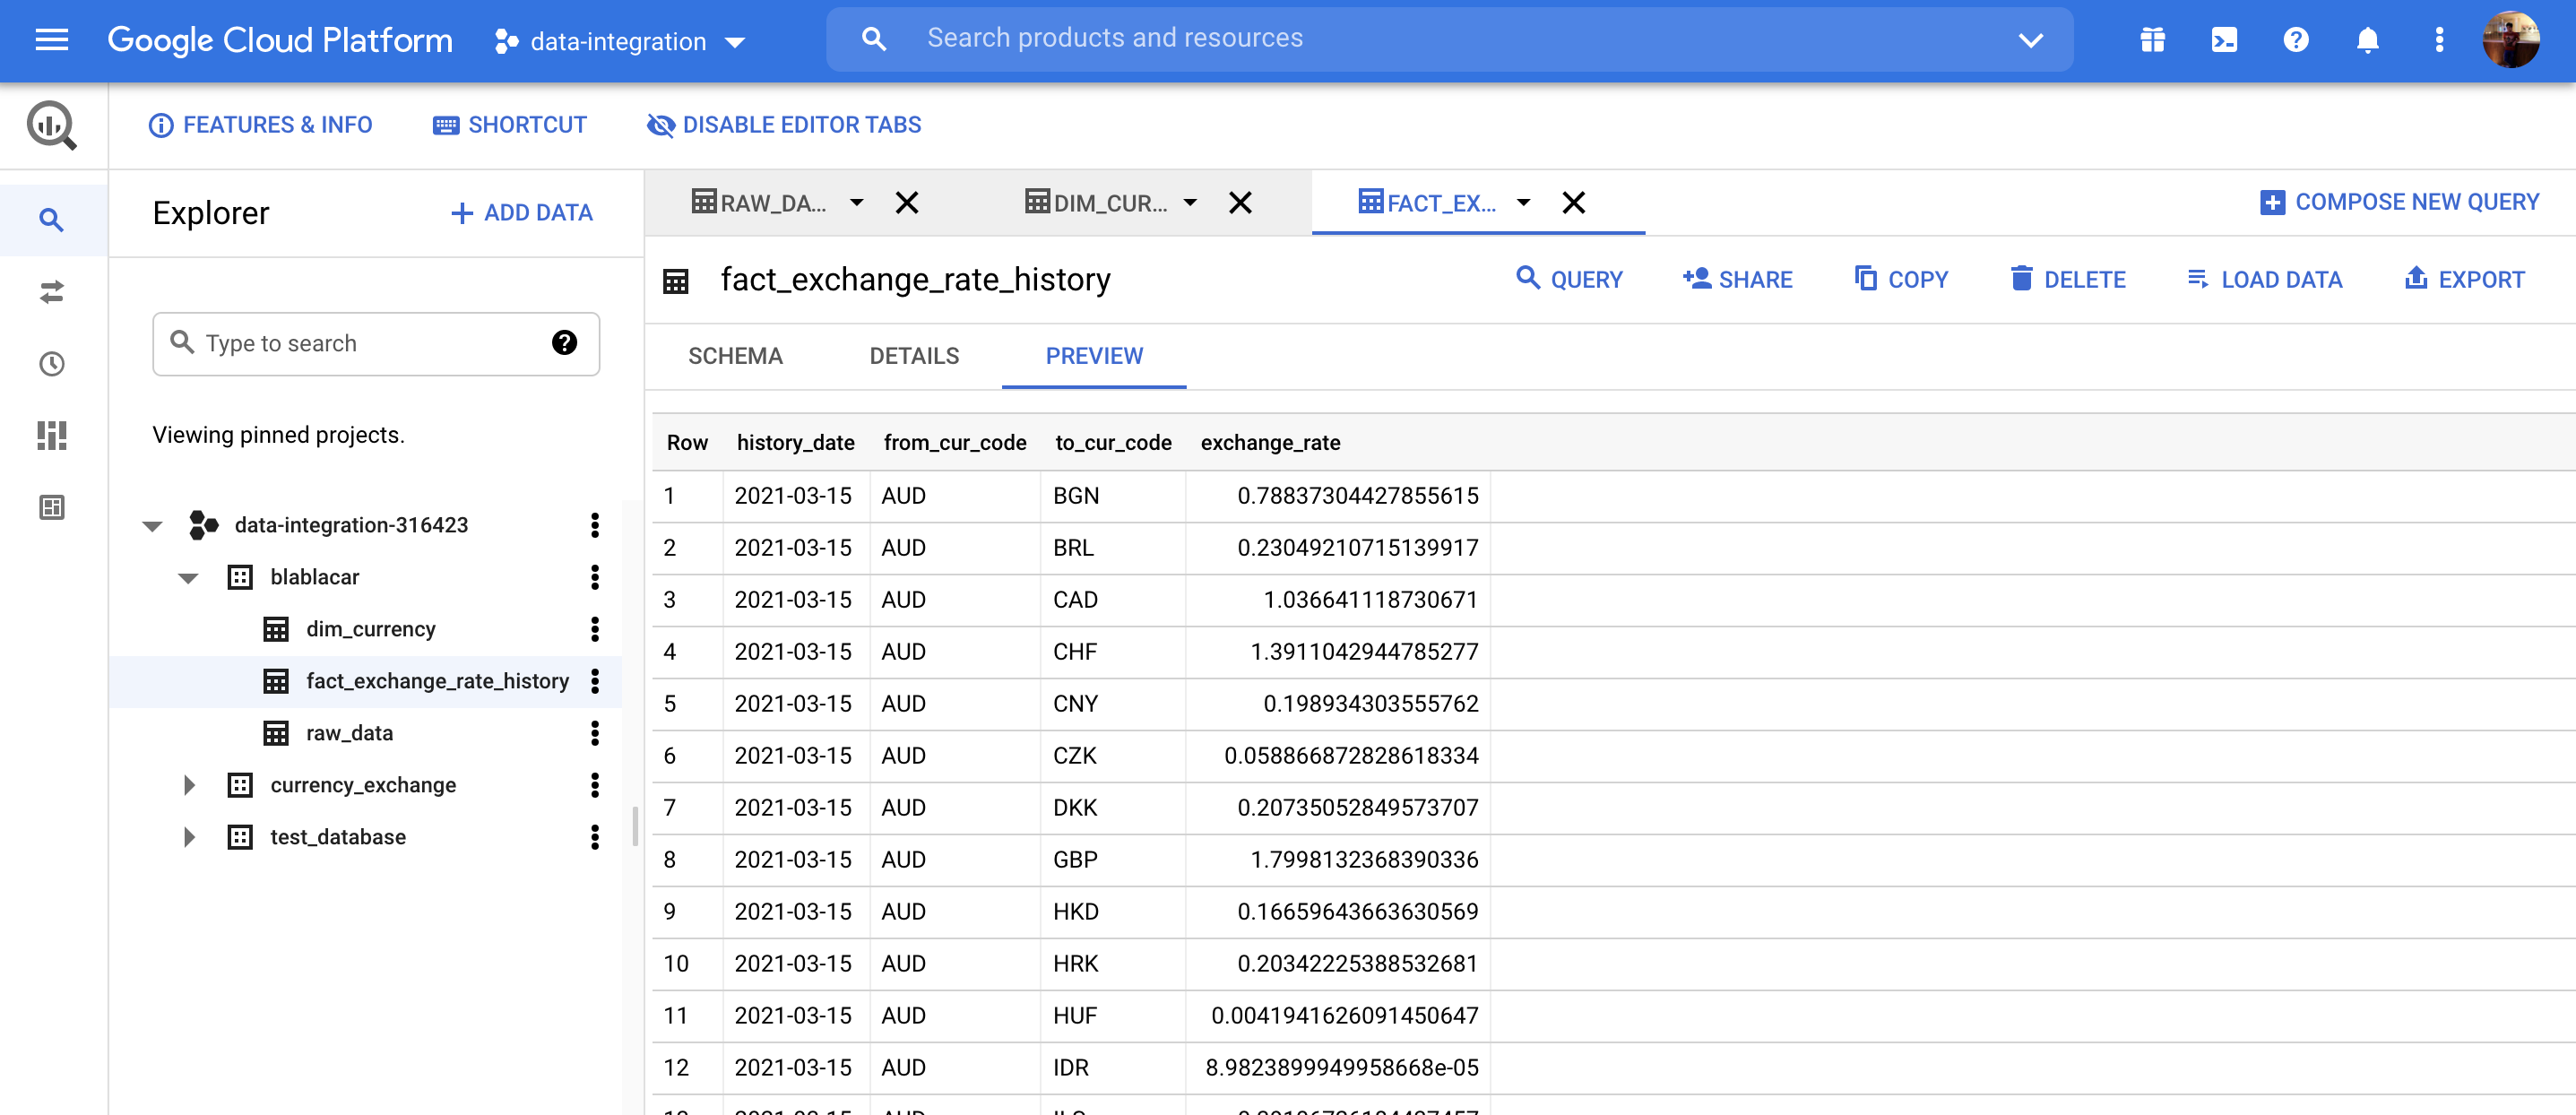 Google Cloud Platform data-integration Search products and resources
FEATURES & INFO SHORTCUT DISABLE EDITOR TABS
Explorer ADD DATA
Type to search
Viewing pinned projects.
data-integration-316423
blablacar
dim_currency
fact_exchange_rate_history
raw_data
currency_exchange
test_database
RAW_DA... DIM_CUR... FACT_EX... COMPOSE NEW QUERY
fact_exchange_rate_history QUERY SHARE COPY DELETE LOAD DATA EXPORT
SCHEMA DETAILS PREVIEW
Row history_date from_cur_code to_cur_code exchange_rate
1 2021-03-15 AUD BGN 0.78837304427855615
2 2021-03-15 AUD BRL 0.23049210715139917
3 2021-03-15 AUD CAD 1.036641118730671
4 2021-03-15 AUD CHF 1.3911042944785277
5 2021-03-15 AUD CNY 0.198934303555762
6 2021-03-15 AUD CZK 0.058866872828618334
7 2021-03-15 AUD DKK 0.20735052849573707
8 2021-03-15 AUD GBP 1.7998132368390336
9 2021-03-15 AUD HKD 0.16659643663630569
10 2021-03-15 AUD HRK 0.20342225388532681
11 2021-03-15 AUD HUF 0.0041941626091450647
12 2021-03-15 AUD IDR 8.9823899949958668e-05